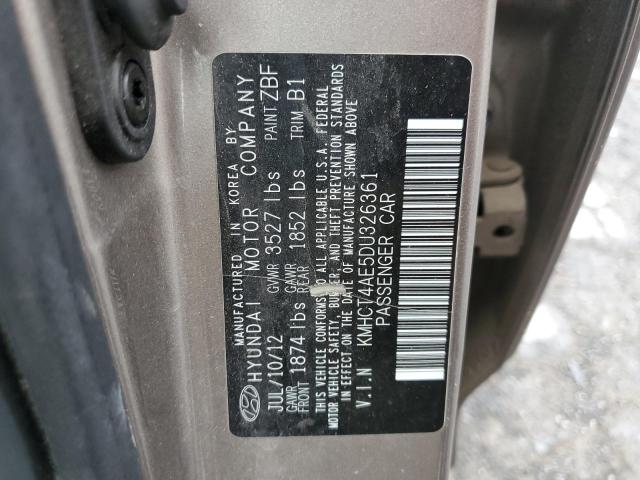 MANUFACTURED IN KOREA BY
HYUNDAI MOTOR COMPANY
JUL/10/12 GVWR 3527 lbs PAINT ZBF
GAWR FRONT 1874 lbs GAWR REAR 1852 lbs TRIM B1
THIS VEHICLE CONFORMS TO ALL APPLICABLE U.S.A. FEDERAL
MOTOR VEHICLE SAFETY, BUMPER, AND THEFT PREVENTION STANDARDS
IN EFFECT ON THE DATE OF MANUFACTURE SHOWN ABOVE
V.I.N KMHCT4AE5DU326361
PASSENGER CAR